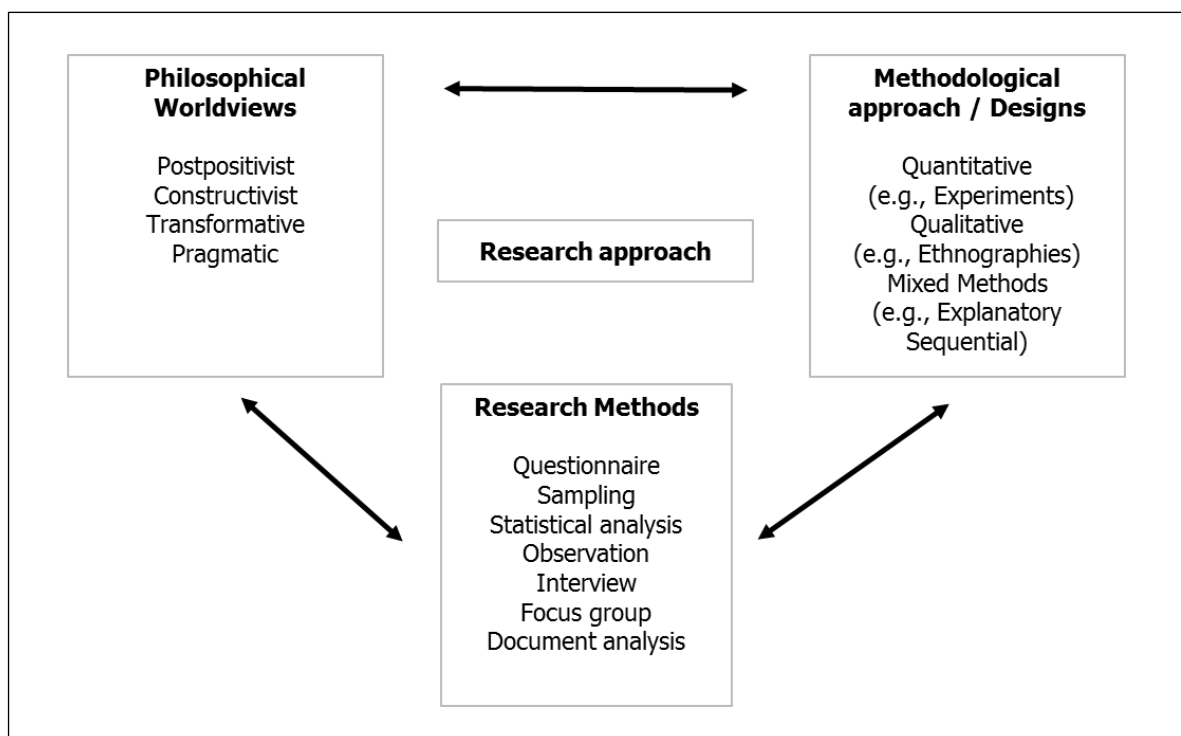 Philosophical
Worldviews
Postpositivist
Constructivist
Transformative
Pragmatic
Methodological
approach / Designs
Quantitative
(e.g., Experiments)
Qualitative
(e.g., Ethnographies)
Mixed Methods
(e.g., Explanatory
Sequential)
Research approach
Research Methods
Questionnaire
Sampling
Statistical analysis
Observation
Interview
Focus group
Document analysis